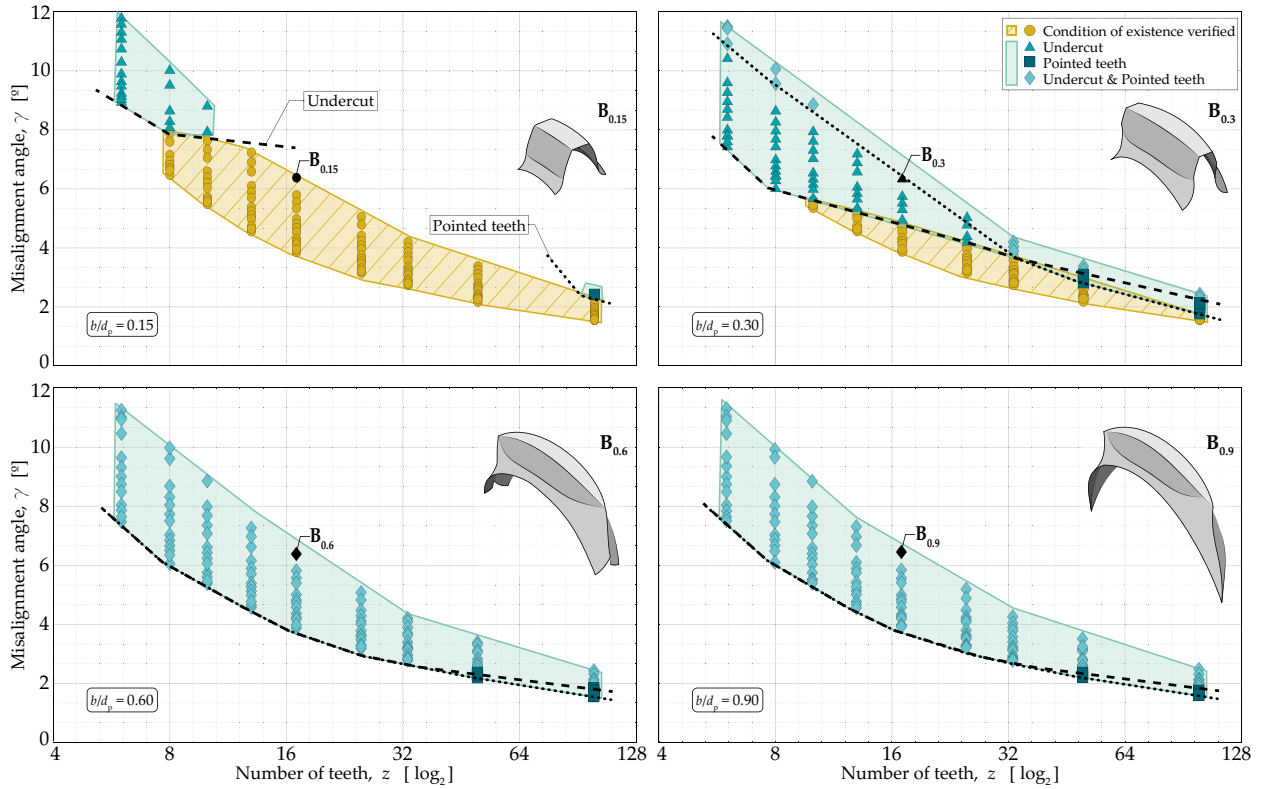 12
10
8
6
4
2
0
Misalignment angle, γ [º]
Undercut
B0.15
Pointed teeth
B0.15
b/dp = 0.15
Condition of existence verified
Undercut
Pointed teeth
Undercut & Pointed teeth
B0.3
B0.3
b/dp = 0.30
12
10
8
6
4
2
0
Misalignment angle, γ [º]
B0.6
B0.6
b/dp = 0.60
4 8 16 32 64 128
Number of teeth, z [ log2 ]
B0.9
B0.9
b/dp = 0.90
4 8 16 32 64 128
Number of teeth, z [ log2 ]